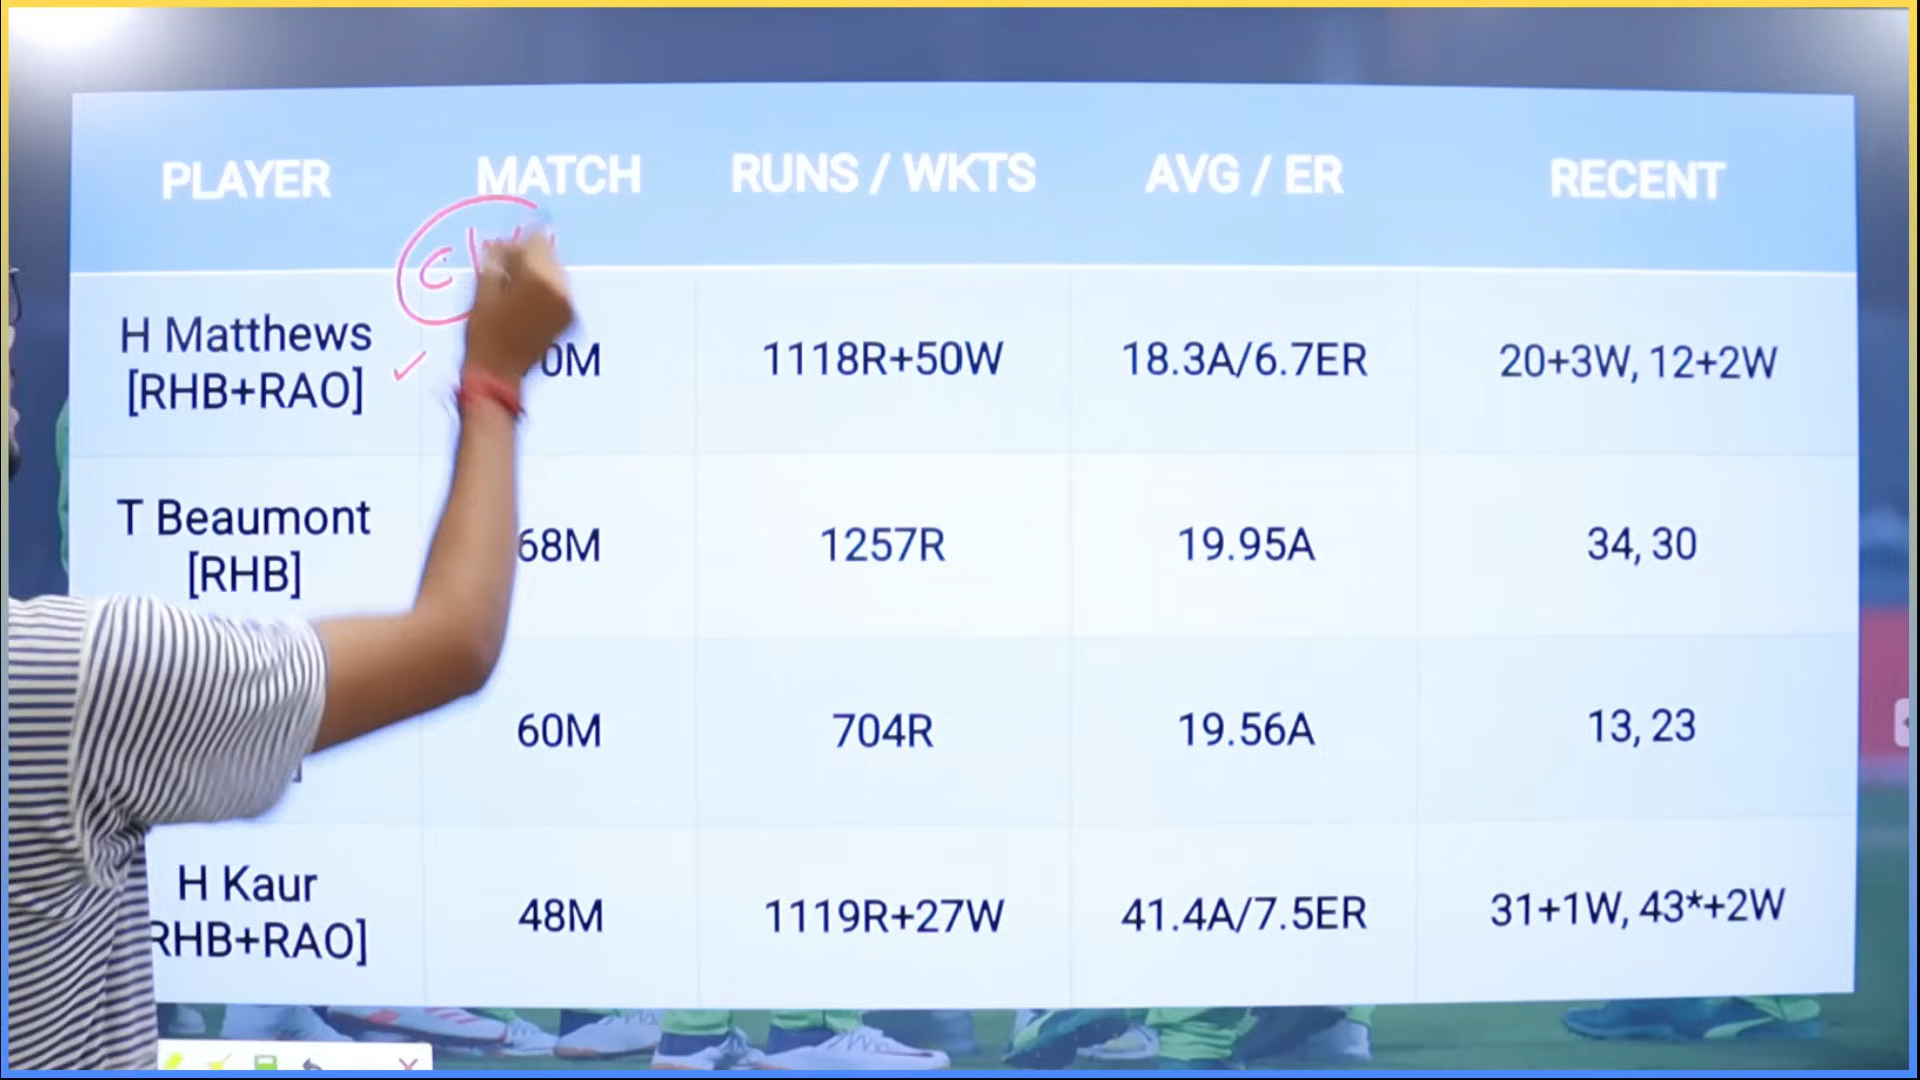 PLAYER MATCH RUNS / WKTS AVG / ER RECENT
H Matthews
[RHB+RAO]
0M 1118R+50W 18.3A/6.7ER 20+3W, 12+2W
T Beaumont
[RHB]
68M 1257R 19.95A 34, 30
]
60M 704R 19.56A 13, 23
H Kaur
RHB+RAO]
48M 1119R+27W 41.4A/7.5ER 31+1W, 43*+2W